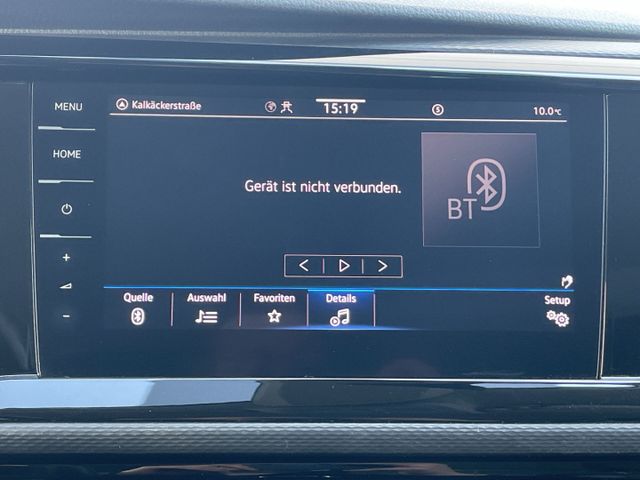 MENU
Kalkäckerstraße
15:19
S
10.0°C
HOME
Gerät ist nicht verbunden.
BT
+
−
Quelle
Auswahl
Favoriten
Details
Setup